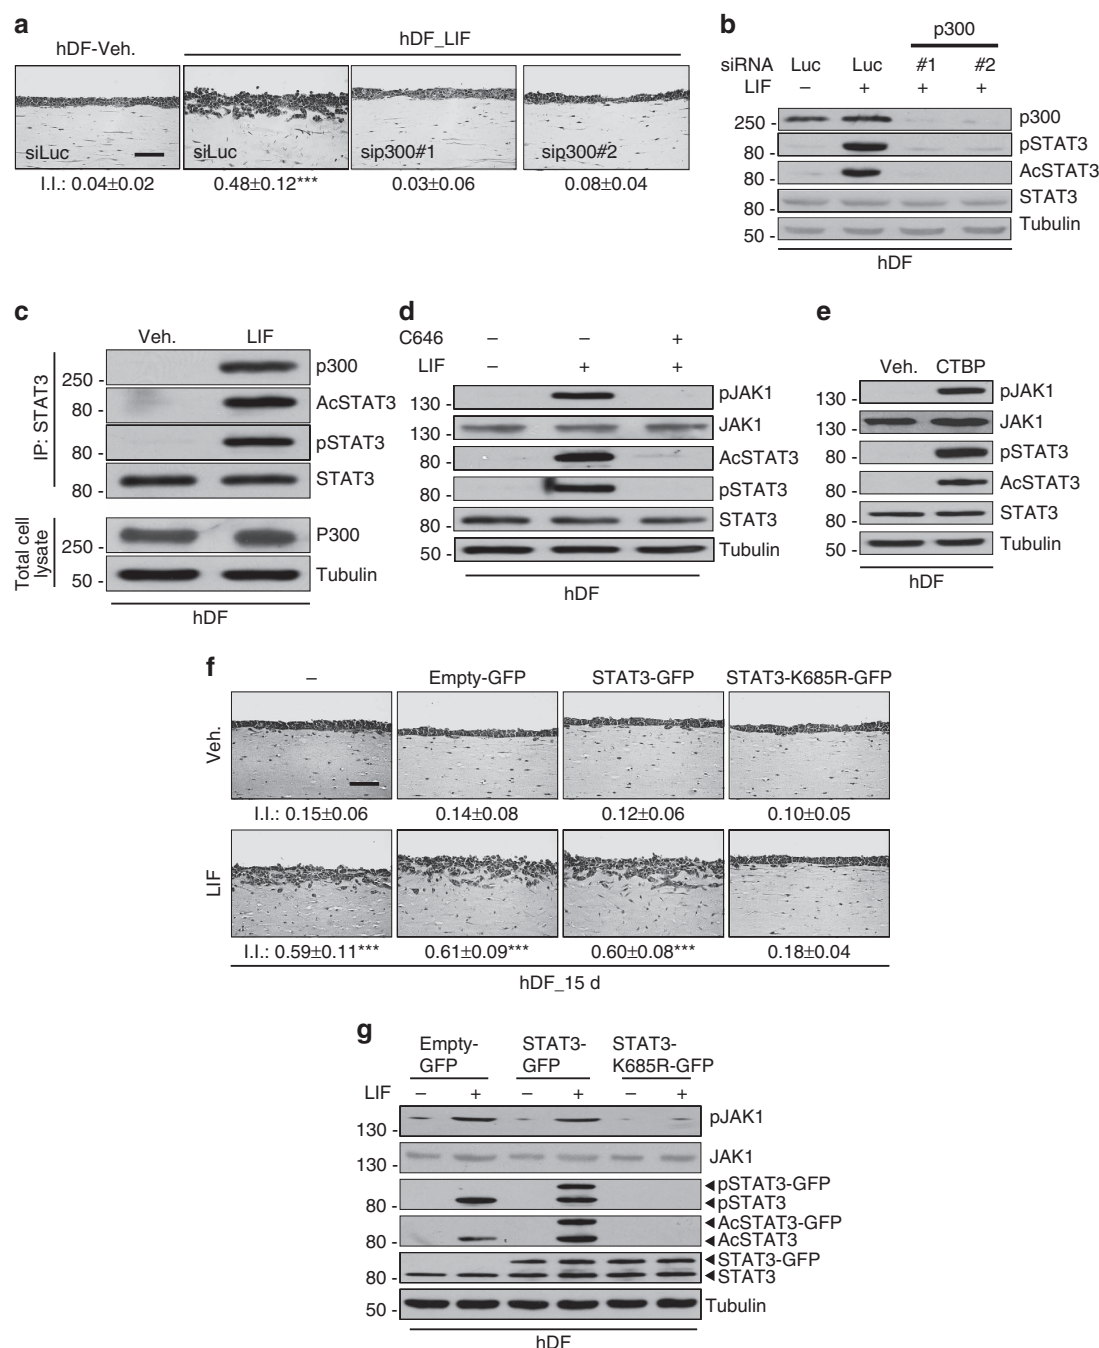 a
hDF-Veh.
hDF_LIF
siLuc
siLuc
sip300#1
sip300#2
I.I.: 0.04±0.02
0.48±0.12***
0.03±0.06
0.08±0.04
b
p300
siRNA Luc Luc #1 #2
LIF – + + +
250 - p300
80 - pSTAT3
80 - AcSTAT3
80 - STAT3
50 - Tubulin
hDF
c
Veh. LIF
IP: STAT3
250 - p300
80 - AcSTAT3
80 - pSTAT3
80 - STAT3
Total cell
lysate
250 - P300
50 - Tubulin
hDF
d
C646 – – +
LIF – + +
130 - pJAK1
130 - JAK1
80 - AcSTAT3
80 - pSTAT3
80 - STAT3
50 - Tubulin
hDF
e
Veh. CTBP
130 - pJAK1
130 - JAK1
80 - pSTAT3
80 - AcSTAT3
80 - STAT3
50 - Tubulin
hDF
f
– Empty-GFP STAT3-GFP STAT3-K685R-GFP
Veh.
I.I.: 0.15±0.06 0.14±0.08 0.12±0.06 0.10±0.05
LIF
I.I.: 0.59±0.11*** 0.61±0.09*** 0.60±0.08*** 0.18±0.04
hDF_15 d
g
Empty-
GFP
STAT3-
GFP
STAT3-
K685R-GFP
LIF – + – + – +
130 - pJAK1
130 - JAK1
◄pSTAT3-GFP
80 - ◄pSTAT3
◄AcSTAT3-GFP
80 - ◄AcSTAT3
◄STAT3-GFP
80 - ◄STAT3
50 - Tubulin
hDF